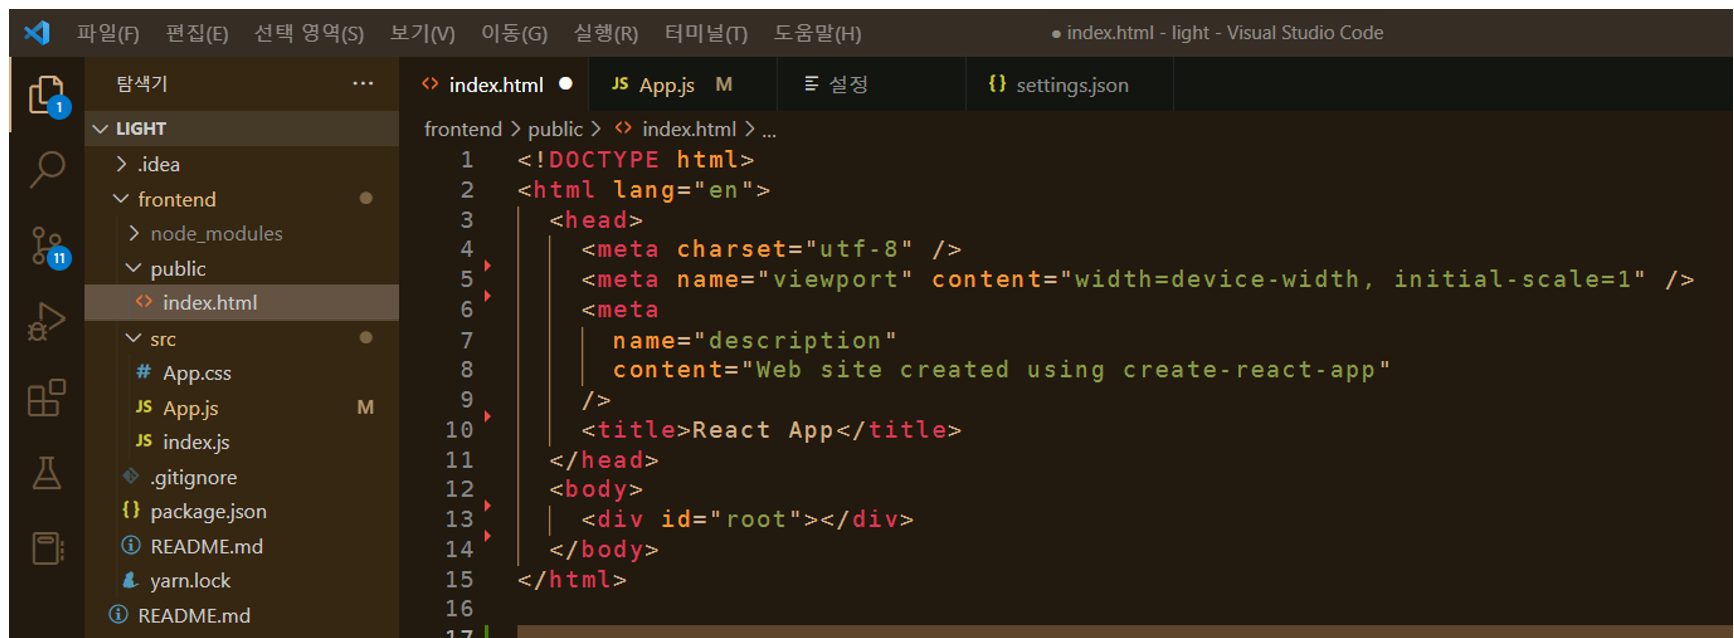 파일(F) 편집(E) 선택 영역(S) 보기(V) 이동(G) 실행(R) 터미널(T) 도움말(H) ● index.html - light - Visual Studio Code
탐색기 ···
index.html ● JS App.js M 설정 {} settings.json
1
11
LIGHT
.idea
frontend
node_modules
public
<> index.html
src
# App.css
JS App.js M
JS index.js
.gitignore
{} package.json
README.md
yarn.lock
README.md
frontend > public > <> index.html > ...
1 <!DOCTYPE html>
2 <html lang="en">
3 <head>
4 <meta charset="utf-8" />
5 <meta name="viewport" content="width=device-width, initial-scale=1" />
6 <meta
7 name="description"
8 content="Web site created using create-react-app"
9 />
10 <title>React App</title>
11 </head>
12 <body>
13 <div id="root"></div>
14 </body>
15 </html>
16
17